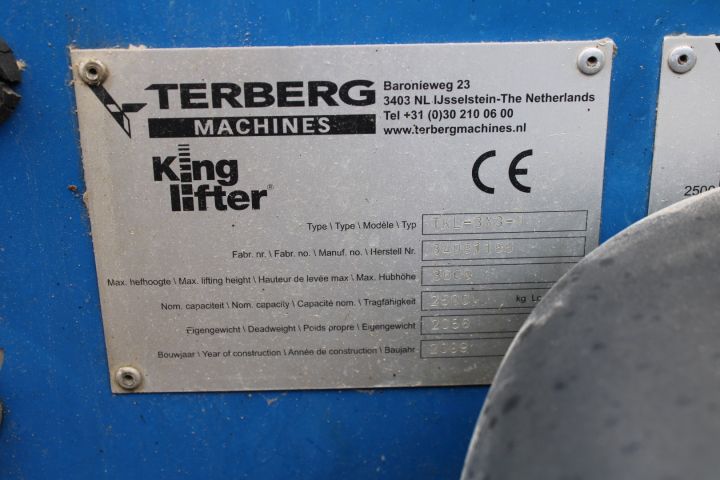 TERBERG
MACHINES
Baronieweg 23
3403 NL IJsselstein-The Netherlands
Tel +31 (0)30 210 06 00
www.terbergmachines.nl
King
lifter®
CE
Type \ Type \ Modèle \ Typ
Fabr. nr. \ Fabr. no. \ Manuf. no. \ Herstell Nr.
Max. hefhoogte \ Max. lifting height \ Hauteur de levée max \ Max. Hubhöhe
Nom. capaciteit \ Nom. capacity \ Capacité nom. \ Tragfähigkeit 2500 kg
Eigengewicht \ Deadweight \ Poids propre \ Eigengewicht
Bouwjaar \ Year of construction \ Année de construction \ Baujahr
2500